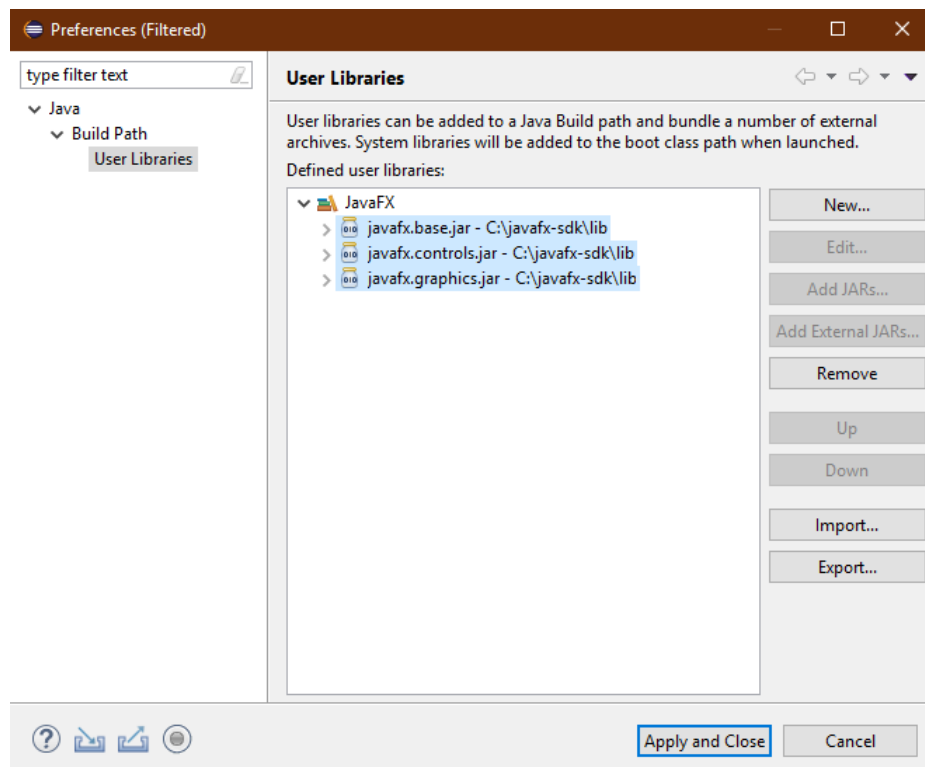 Preferences (Filtered)
type filter text
Java
Build Path
User Libraries
User Libraries
User libraries can be added to a Java Build path and bundle a number of external
archives. System libraries will be added to the boot class path when launched.
Defined user libraries:
JavaFX
javafx.base.jar - C:\javafx-sdk\lib
javafx.controls.jar - C:\javafx-sdk\lib
javafx.graphics.jar - C:\javafx-sdk\lib
New...
Edit...
Add JARs...
Add External JARs...
Remove
Up
Down
Import...
Export...
Apply and Close
Cancel